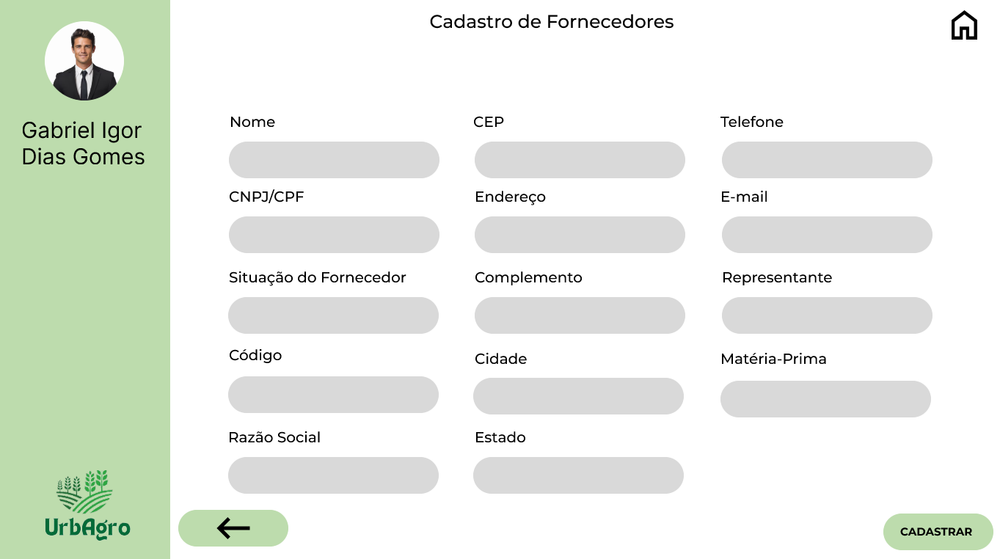 Cadastro de Fornecedores
Gabriel Igor
Dias Gomes
Nome
CEP
Telefone
CNPJ/CPF
Endereço
E-mail
Situação do Fornecedor
Complemento
Representante
Código
Cidade
Matéria-Prima
Razão Social
Estado
UrbAgro
CADASTRAR